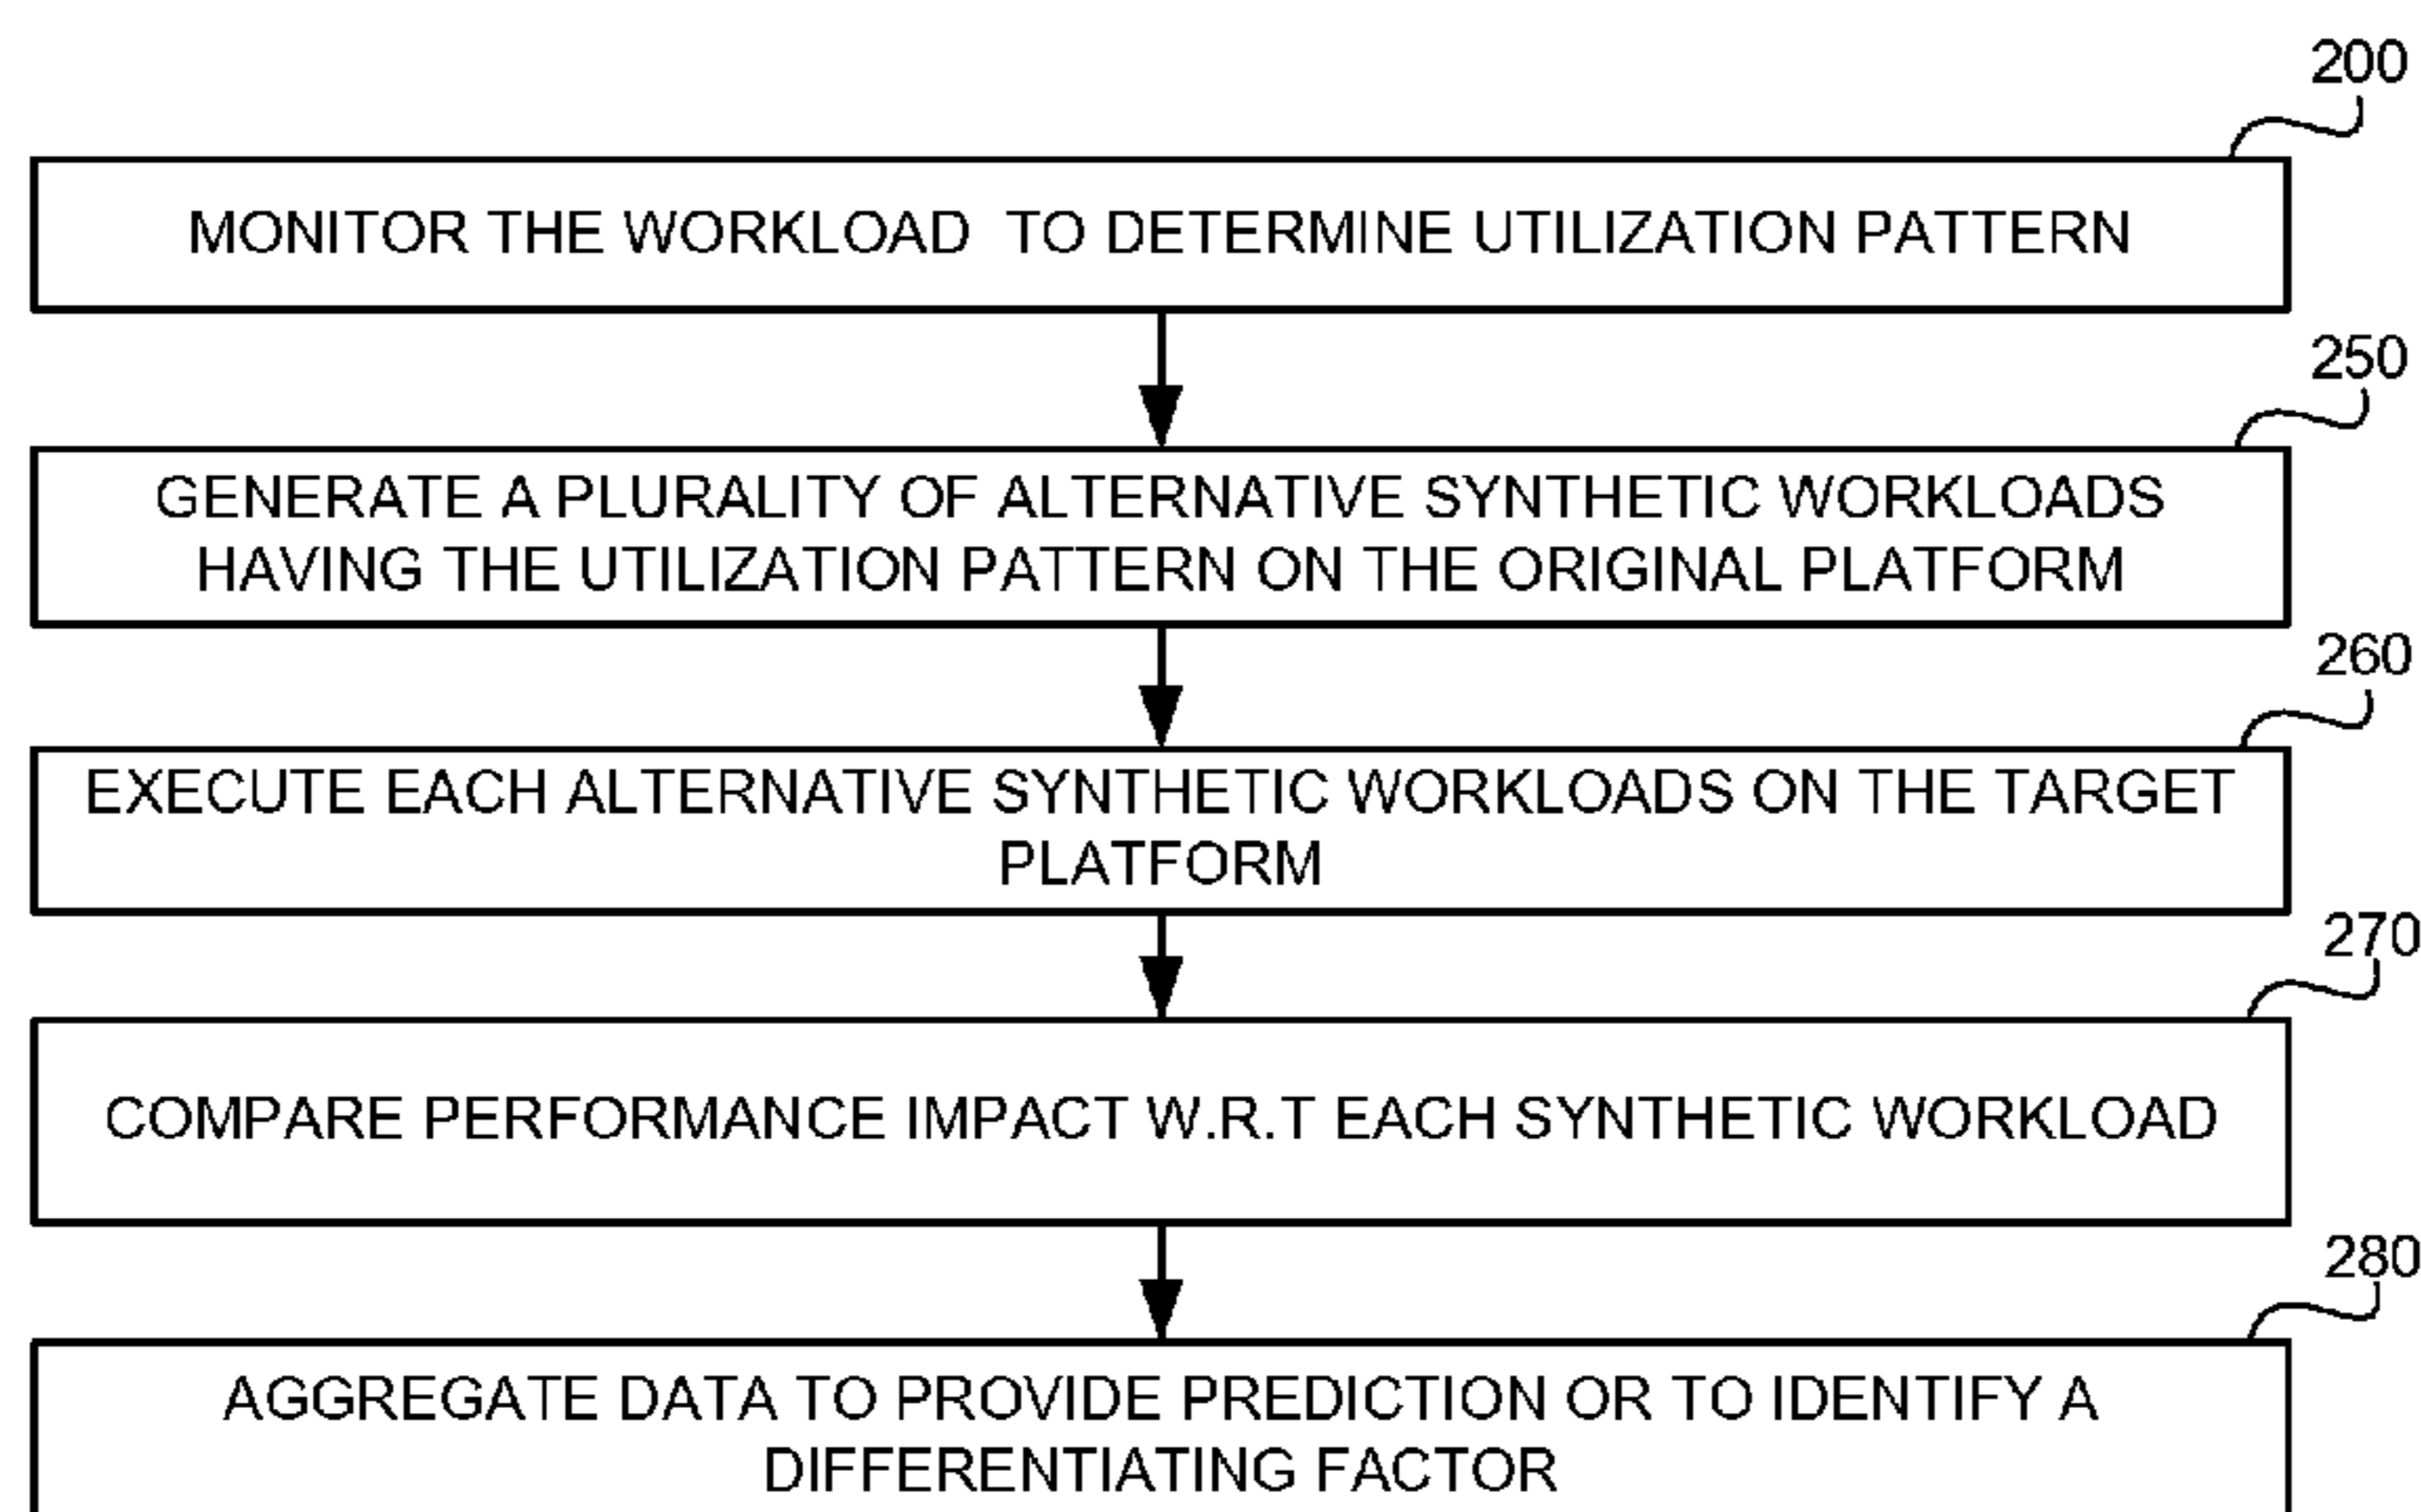 200
MONITOR THE WORKLOAD TO DETERMINE UTILIZATION PATTERN
250
GENERATE A PLURALITY OF ALTERNATIVE SYNTHETIC WORKLOADS
HAVING THE UTILIZATION PATTERN ON THE ORIGINAL PLATFORM
260
EXECUTE EACH ALTERNATIVE SYNTHETIC WORKLOADS ON THE TARGET
PLATFORM
270
COMPARE PERFORMANCE IMPACT W.R.T EACH SYNTHETIC WORKLOAD
280
AGGREGATE DATA TO PROVIDE PREDICTION OR TO IDENTIFY A
DIFFERENTIATING FACTOR